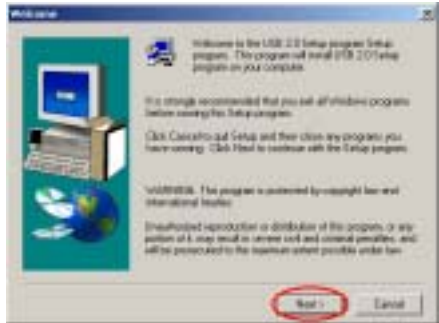 Welcome
Welcome to the USB 2.0 Setup program Setup
program. This program will install USB 2.0 Setup
program on your computer.
It is strongly recommended that you exit all Windows programs
before running this Setup program.
Click Cancel to quit Setup and then close any programs you
have running. Click Next to continue with the Setup program.
WARNING: This program is protected by copyright law and
international treaties.
Unauthorized reproduction or distribution of this program, or any
portion of it, may result in severe civil and criminal penalties, and
will be prosecuted to the maximum extent possible under law.
Next >
Cancel